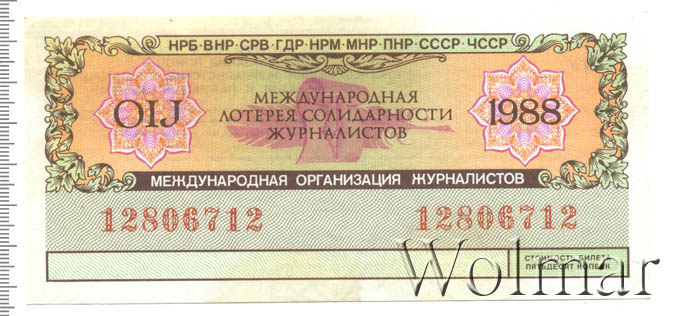 НРБ·ВНР·СРВ·ГДР·НРМ·МНР·ПНР·СССР·ЧССР
OIJ
МЕЖДУНАРОДНАЯ
ЛОТЕРЕЯ СОЛИДАРНОСТИ
ЖУРНАЛИСТОВ
1988
МЕЖДУНАРОДНАЯ ОРГАНИЗАЦИЯ ЖУРНАЛИСТОВ
12806712 12806712
СТОИМОСТЬ БИЛЕТА
ПЯТЬДЕСЯТ КОПЕЕК
Wolmar